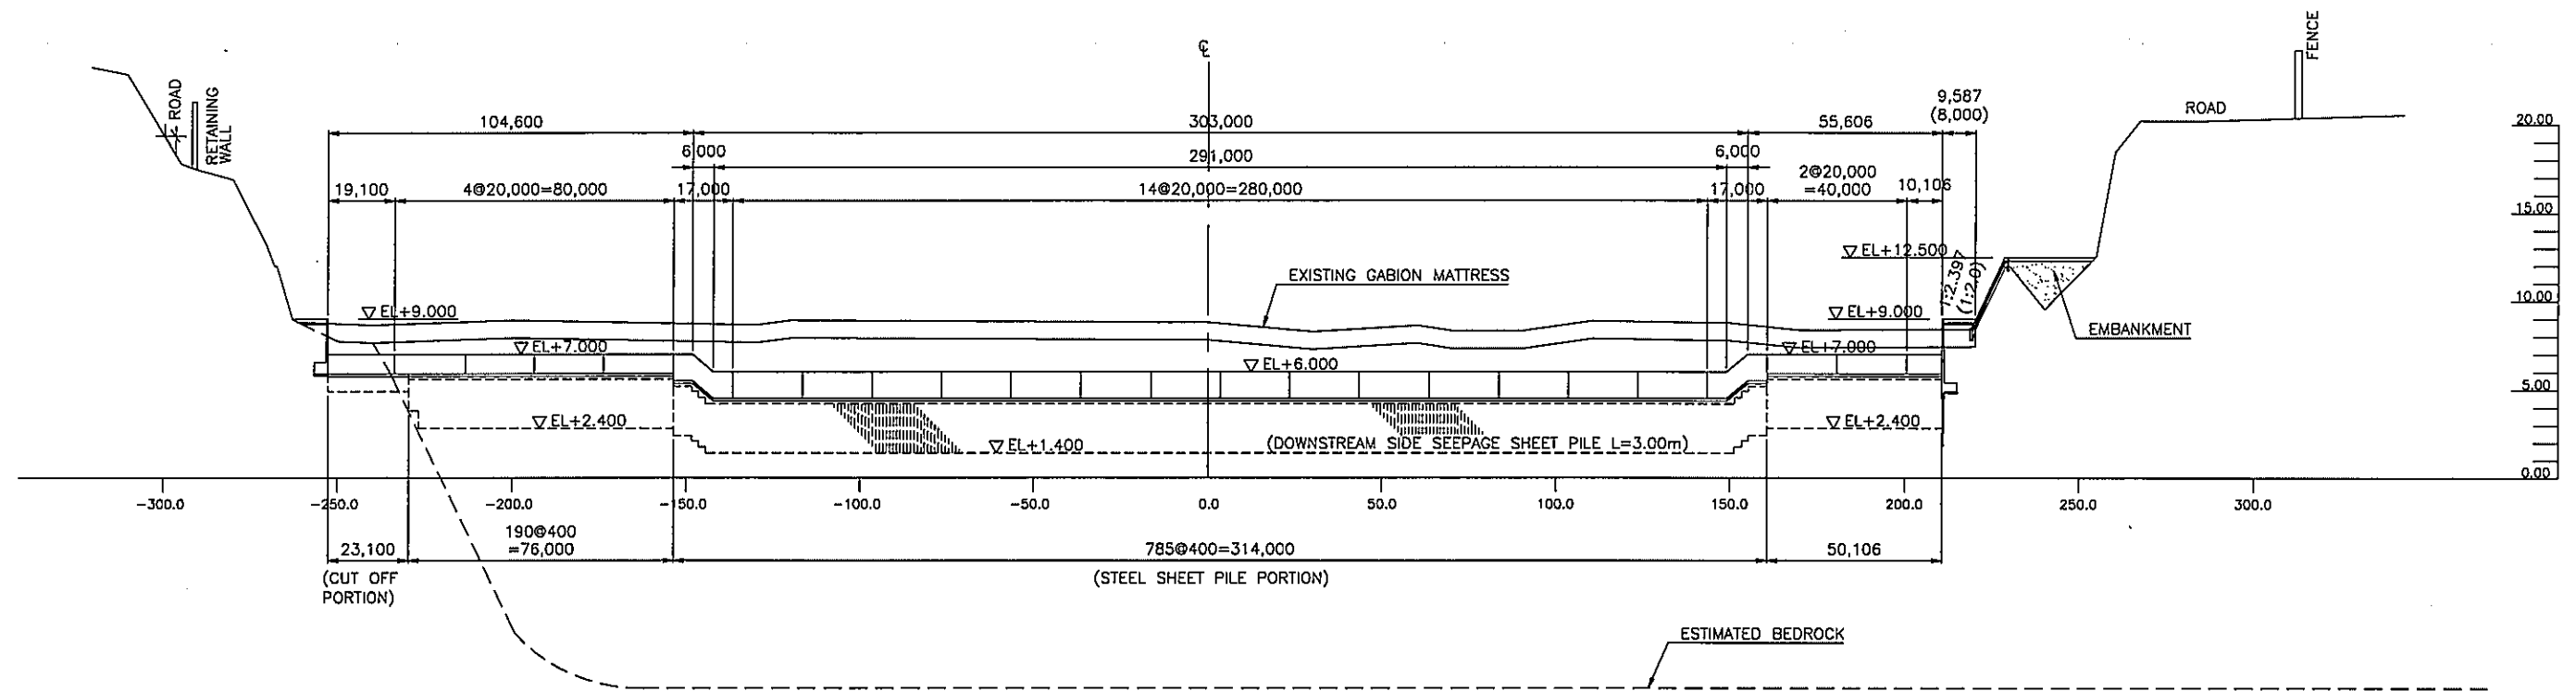 ℄
FENCE
ROAD
RETAINING
WALL
9,587
(8,000)
ROAD
104,600
303,000
55,606
20.00
6,000
291,000
6,000
19,100
4@20,000=80,000
17,000
14@20,000=280,000
17,000
2@20,000
=40,000
10,106
15.00
EL+12.500
1:2.397
(1:2.0)
EXISTING GABION MATTRESS
EL+9.000
EL+9.000
10.00
EMBANKMENT
EL+7.000
EL+7.000
EL+6.000
5.00
EL+2.400
EL+2.400
EL+1.400
(DOWNSTREAM SIDE SEEPAGE SHEET PILE L=3.00m)
0.00
-300.0
-250.0
-200.0
-150.0
-100.0
-50.0
0.0
50.0
100.0
150.0
200.0
250.0
300.0
23,100
190@400
=76,000
785@400=314,000
50,106
(CUT OFF
PORTION)
(STEEL SHEET PILE PORTION)
ESTIMATED BEDROCK